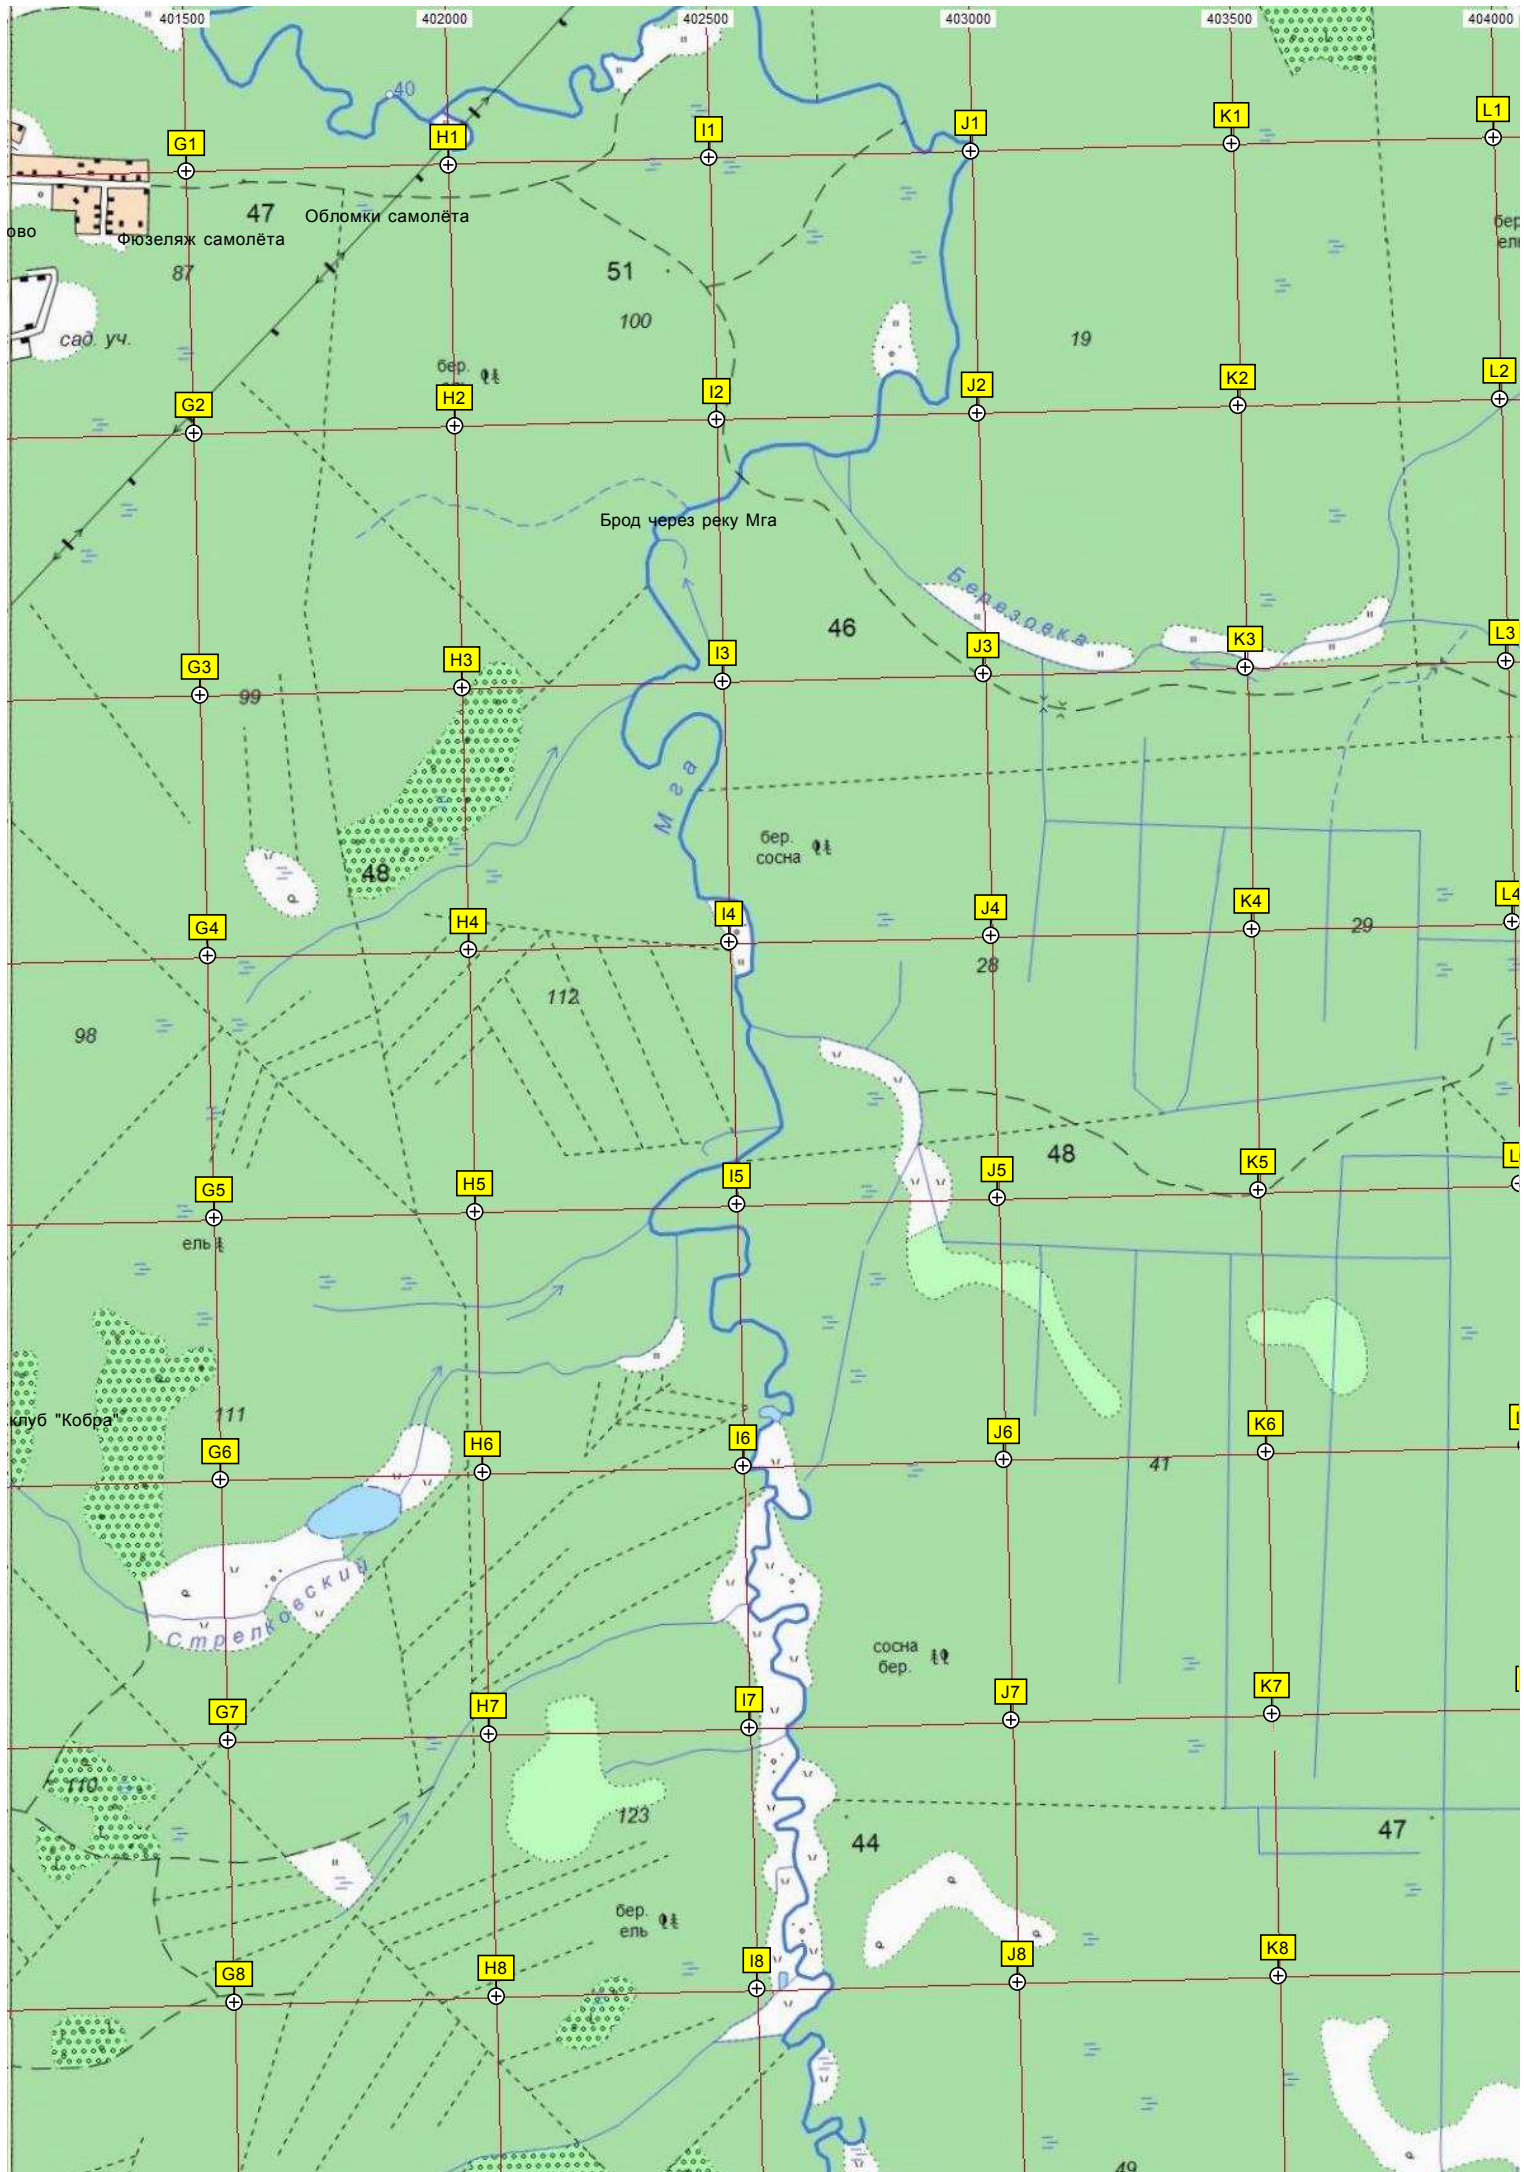 401500 402000 402500 403000 403500 404000
40
G1 H1 I1 J1 K1 L1
47
Обломки самолёта
ово
Фюзеляж самолёта
бер.
87
51
сад. уч.
100
19
бер.
G2 H2 I2 J2 K2 L2
Брод через реку Мга
Березовка
46
G3 H3 I3 J3 K3 L3
99
Мга
бер.
сосна
48
G4 H4 I4 J4 K4 L4
29
28
112
98
48
G5 H5 I5 J5 K5
ель
клуб "Кобра"
111
G6 H6 I6 J6 K6
41
Стрелковский
сосна
бер.
G7 H7 I7 J7 K7
110
123
44
47
бер.
ель
G8 H8 I8 J8 K8
49